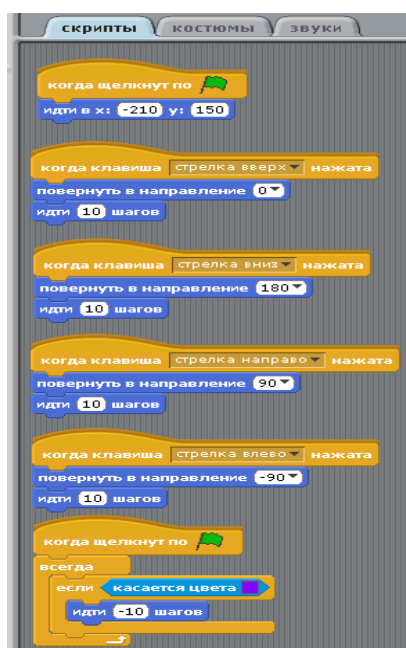 скрипты костюмы звуки
когда щелкнут по
идти в x: -210 y: 150
когда клавиша стрелка вверх нажата
повернуть в направление 0
идти 10 шагов
когда клавиша стрелка вниз нажата
повернуть в направление 180
идти 10 шагов
когда клавиша стрелка направо нажата
повернуть в направление 90
идти 10 шагов
когда клавиша стрелка влево нажата
повернуть в направление -90
идти 10 шагов
когда щелкнут по
всегда
если касается цвета
идти -10 шагов